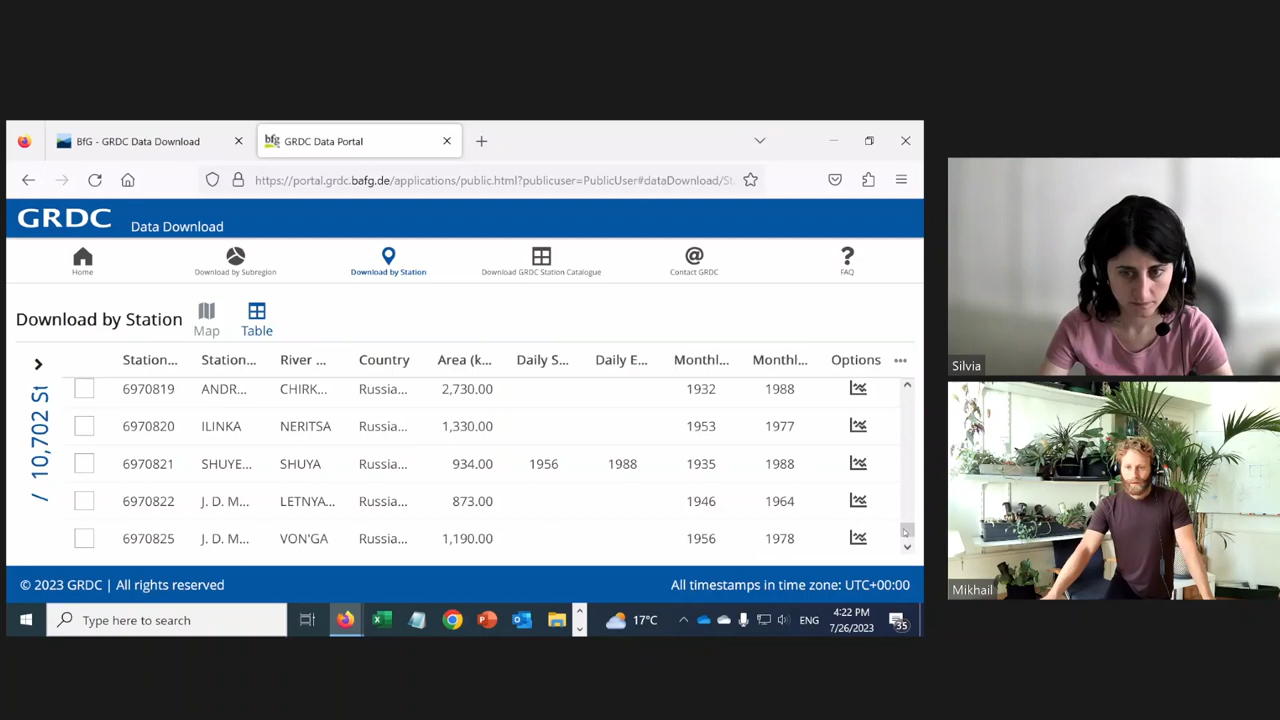 BfG - GRDC Data Download
bfg GRDC Data Portal
https://portal.grdc.bafg.de/applications/public.html?publicuser=PublicUser#dataDownload/St
GRDC Data Download
Home
Download by Subregion
Download by Station
Download GRDC Station Catalogue
Contact GRDC
FAQ
Download by Station
Map
Table
/ 10,702 St
Station... Station... River ... Country Area (k... Daily S... Daily E... Monthl... Monthl... Options
6970819 ANDR... CHIRK... Russia... 2,730.00 1932 1988
6970820 ILINKA NERITSA Russia... 1,330.00 1953 1977
6970821 SHUYE... SHUYA Russia... 934.00 1956 1988 1935 1988
6970822 J. D. M... LETNYA... Russia... 873.00 1946 1964
6970825 J. D. M... VON'GA Russia... 1,190.00 1956 1978
© 2023 GRDC | All rights reserved
All timestamps in time zone: UTC+00:00
Type here to search
17°C
ENG
4:22 PM
7/26/2023
35
Silvia
Mikhail